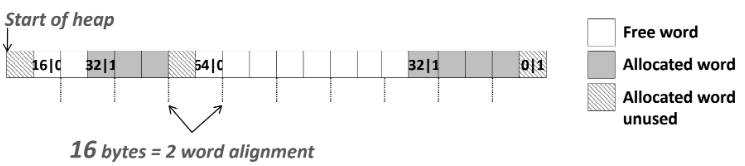 Start of heap
16|0 32|1 64|0 32|1 0|1
16 bytes = 2 word alignment
Free word
Allocated word
Allocated word
unused